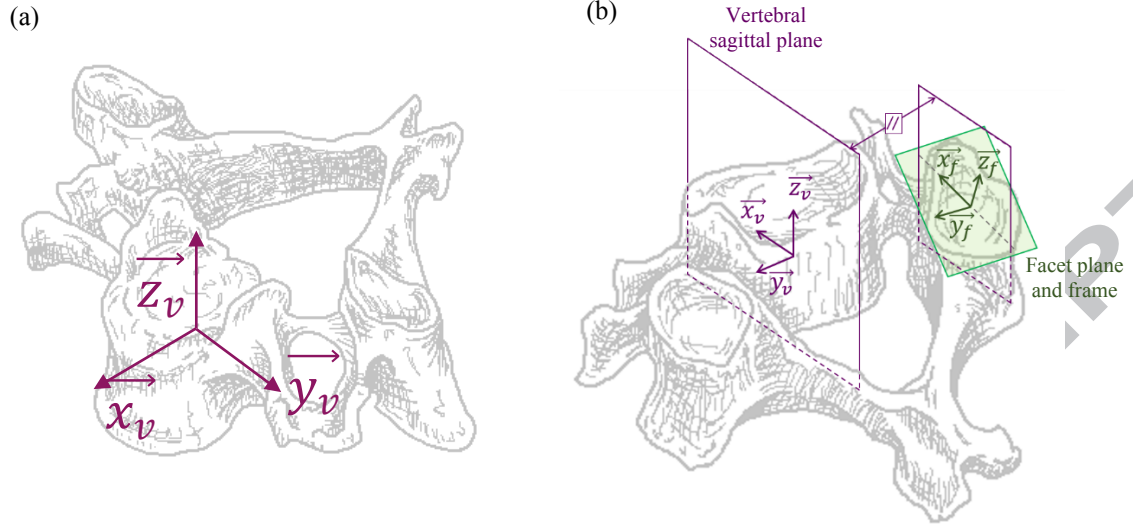 (a)
(b)
Vertebral
sagittal plane
//
x_f
z_f
z_v
x_v
y_f
y_v
z_v
Facet plane
and frame
y_v
x_v